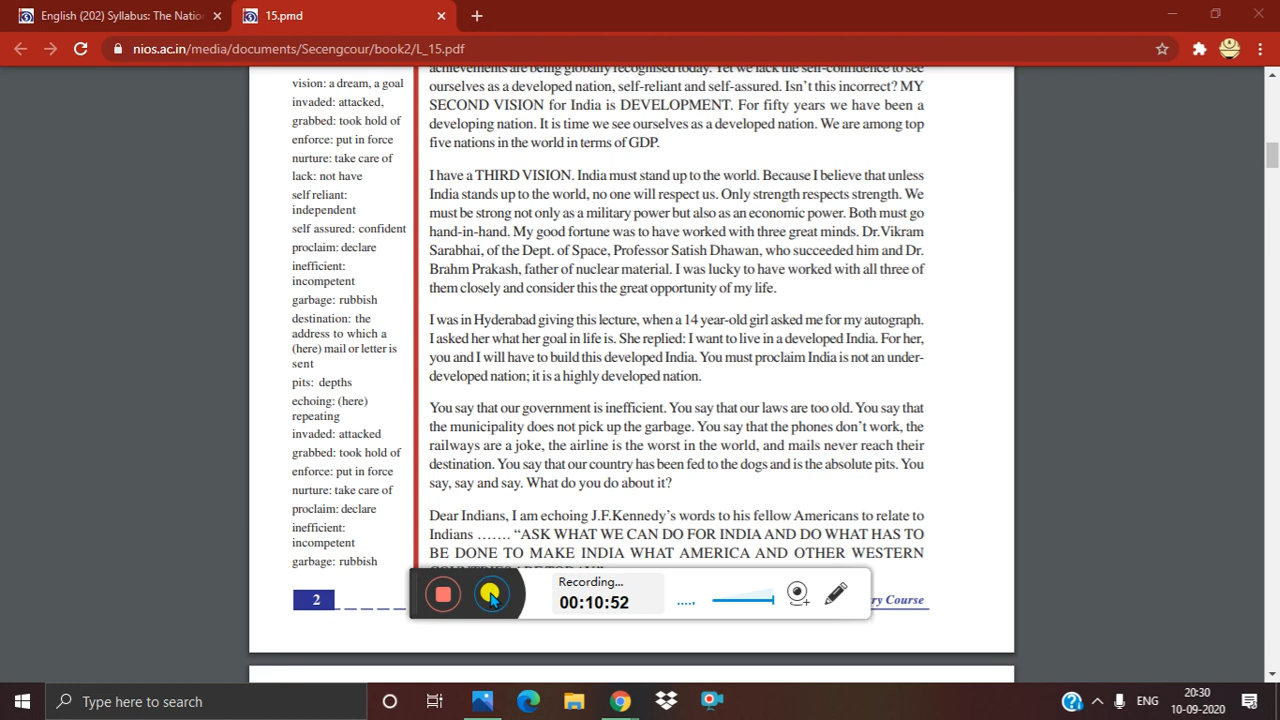 English (202) Syllabus: The Natio
15.pmd
nios.ac.in/media/documents/Secengcour/book2/L_15.pdf
vision: a dream, a goal
invaded: attacked,
grabbed: took hold of
enforce: put in force
nurture: take care of
lack: not have
self reliant:
independent
self assured: confident
proclaim: declare
inefficient:
incompetent
garbage: rubbish
destination: the
address to which a
(here) mail or letter is
sent
pits: depths
echoing: (here)
repeating
invaded: attacked
grabbed: took hold of
enforce: put in force
nurture: take care of
proclaim: declare
inefficient:
incompetent
garbage: rubbish
2
achievements are being globally recognised today. Yet we lack the self-confidence to see
ourselves as a developed nation, self-reliant and self-assured. Isn't this incorrect? MY
SECOND VISION for India is DEVELOPMENT. For fifty years we have been a
developing nation. It is time we see ourselves as a developed nation. We are among top
five nations in the world in terms of GDP.
I have a THIRD VISION. India must stand up to the world. Because I believe that unless
India stands up to the world, no one will respect us. Only strength respects strength. We
must be strong not only as a military power but also as an economic power. Both must go
hand-in-hand. My good fortune was to have worked with three great minds. Dr.Vikram
Sarabhai, of the Dept. of Space, Professor Satish Dhawan, who succeeded him and Dr.
Brahm Prakash, father of nuclear material. I was lucky to have worked with all three of
them closely and consider this the great opportunity of my life.
I was in Hyderabad giving this lecture, when a 14 year-old girl asked me for my autograph.
I asked her what her goal in life is. She replied: I want to live in a developed India. For her,
you and I will have to build this developed India. You must proclaim India is not an under-
developed nation; it is a highly developed nation.
You say that our government is inefficient. You say that our laws are too old. You say that
the municipality does not pick up the garbage. You say that the phones don't work, the
railways are a joke, the airline is the worst in the world, and mails never reach their
destination. You say that our country has been fed to the dogs and is the absolute pits. You
say, say and say. What do you do about it?
Dear Indians, I am echoing J.F.Kennedy's words to his fellow Americans to relate to
Indians ……. "ASK WHAT WE CAN DO FOR INDIA AND DO WHAT HAS TO
BE DONE TO MAKE INDIA WHAT AMERICA AND OTHER WESTERN
ry Course
Recording...
00:10:52
Type here to search
ENG
20:30
10-09-2020